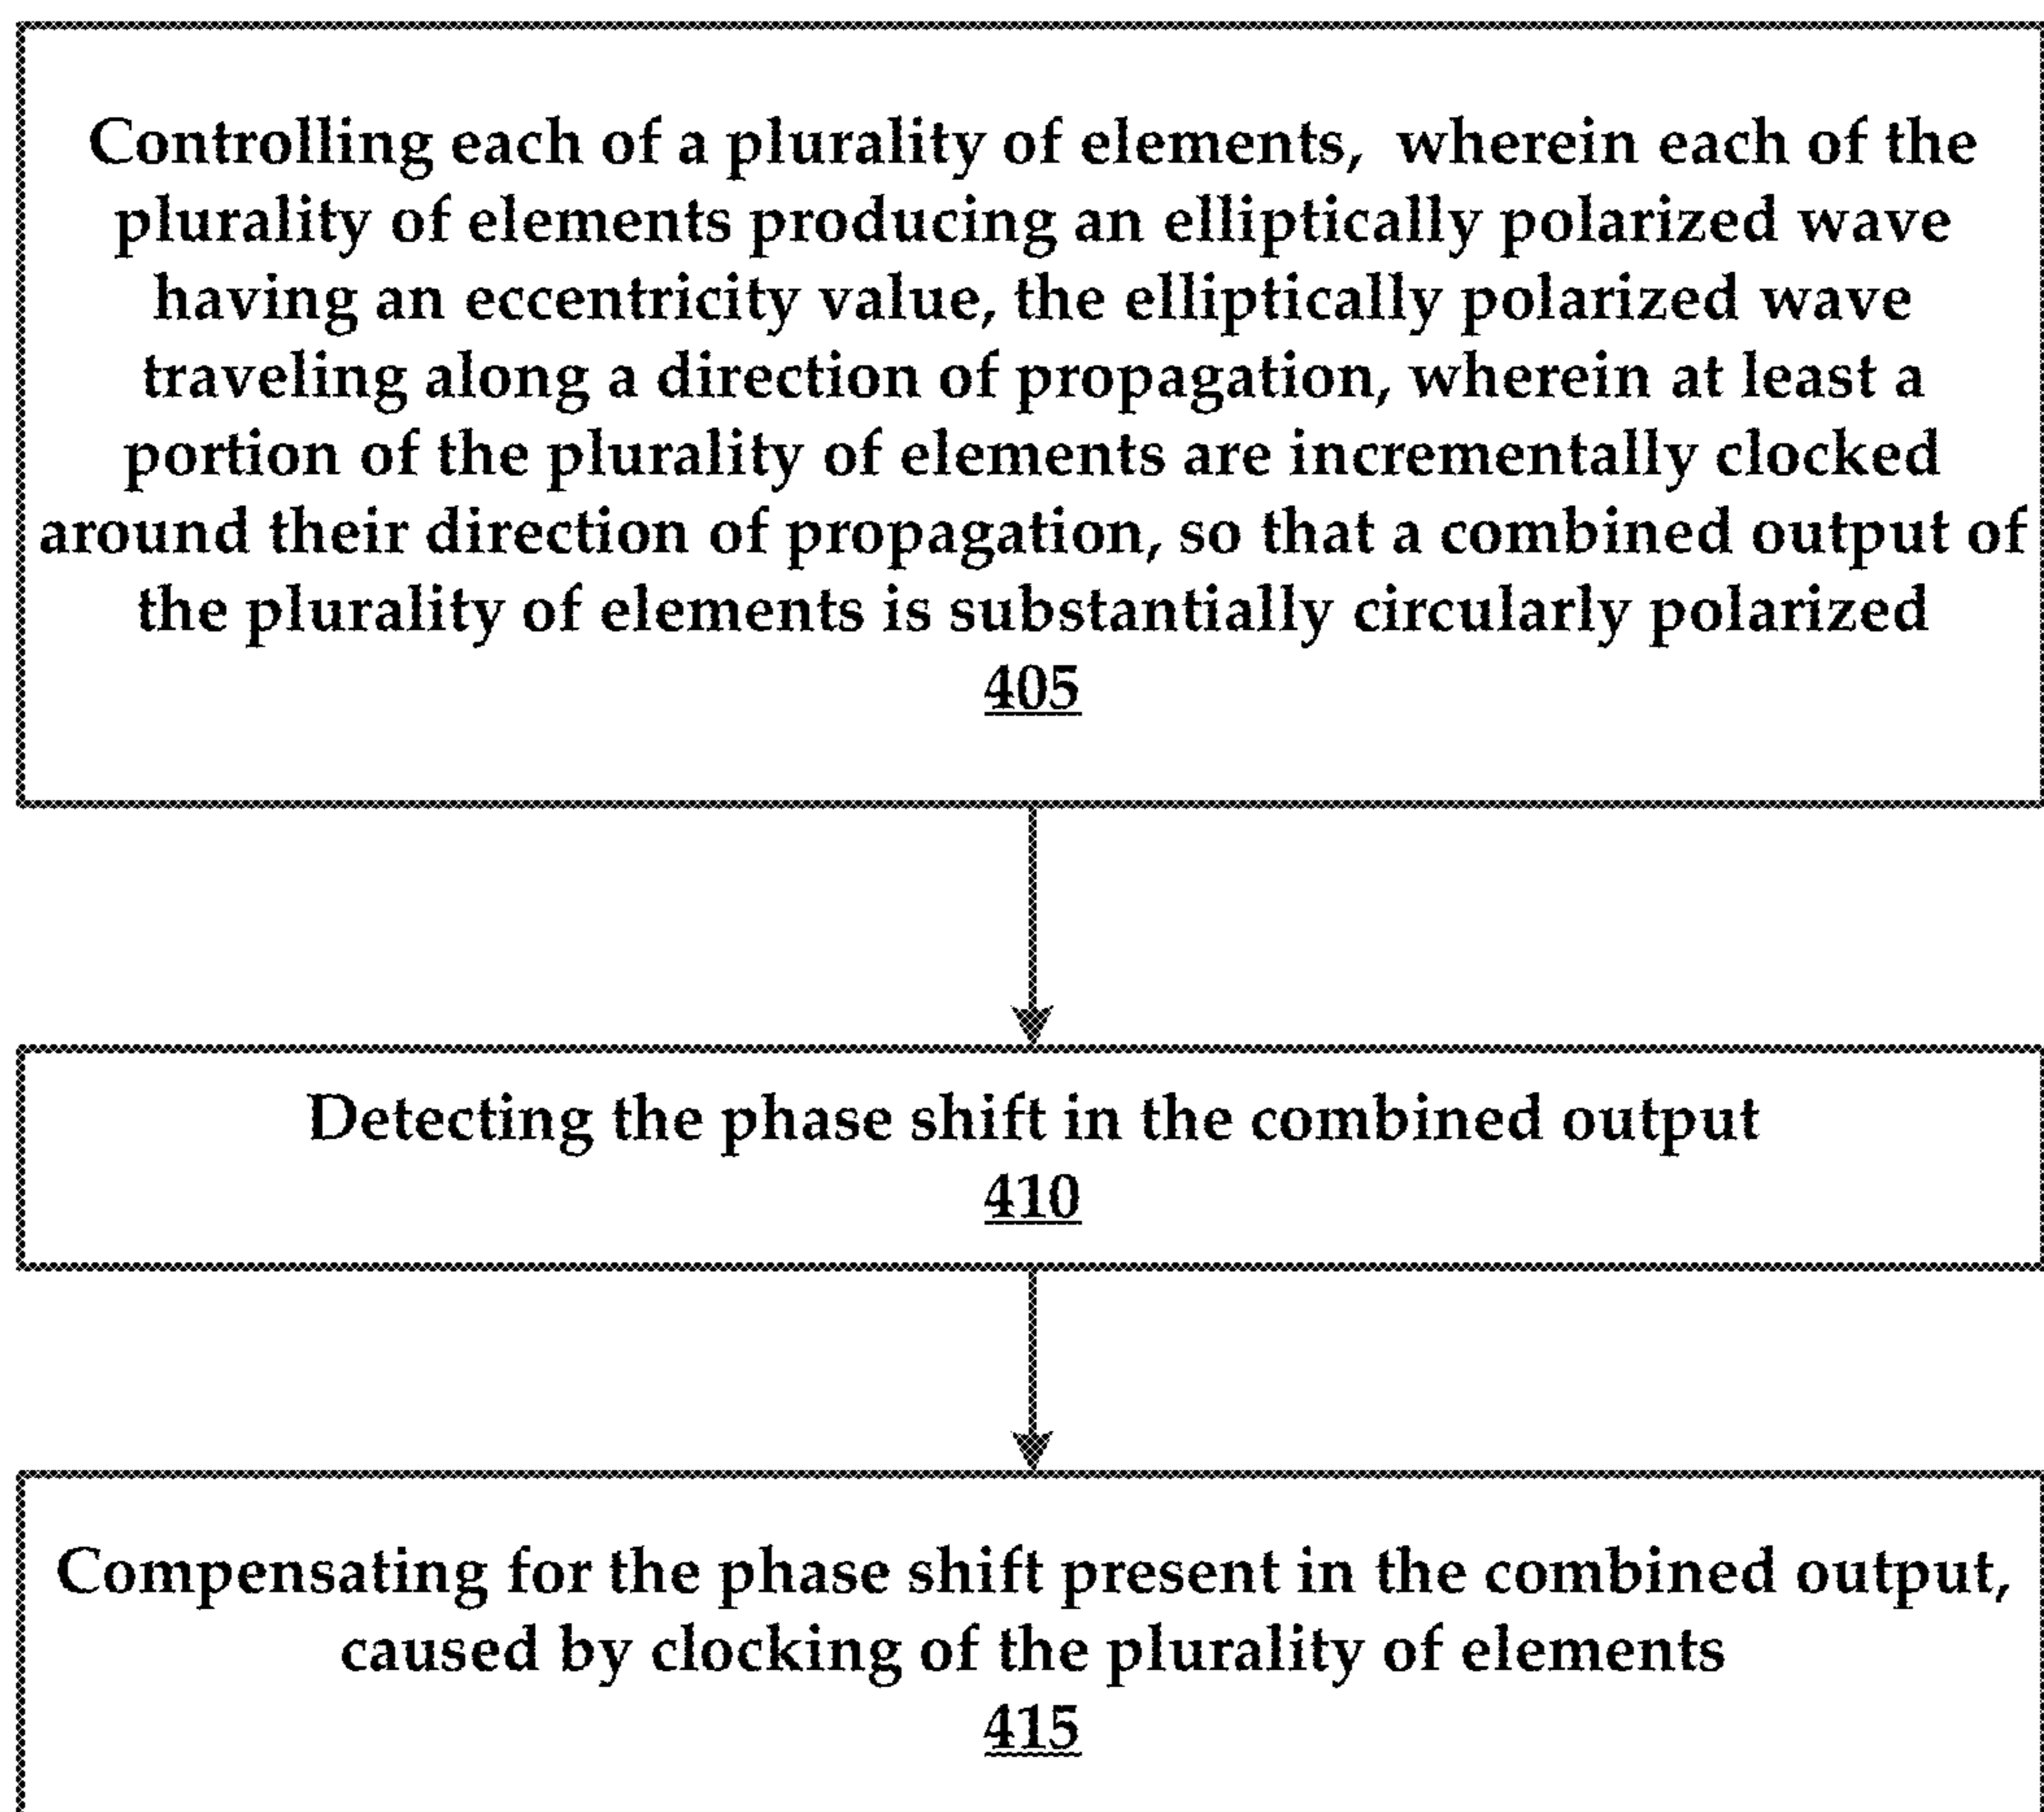 Controlling each of a plurality of elements, wherein each of the
plurality of elements producing an elliptically polarized wave
having an eccentricity value, the elliptically polarized wave
traveling along a direction of propagation, wherein at least a
portion of the plurality of elements are incrementally clocked
around their direction of propagation, so that a combined output of
the plurality of elements is substantially circularly polarized
405
Detecting the phase shift in the combined output
410
Compensating for the phase shift present in the combined output,
caused by clocking of the plurality of elements
415